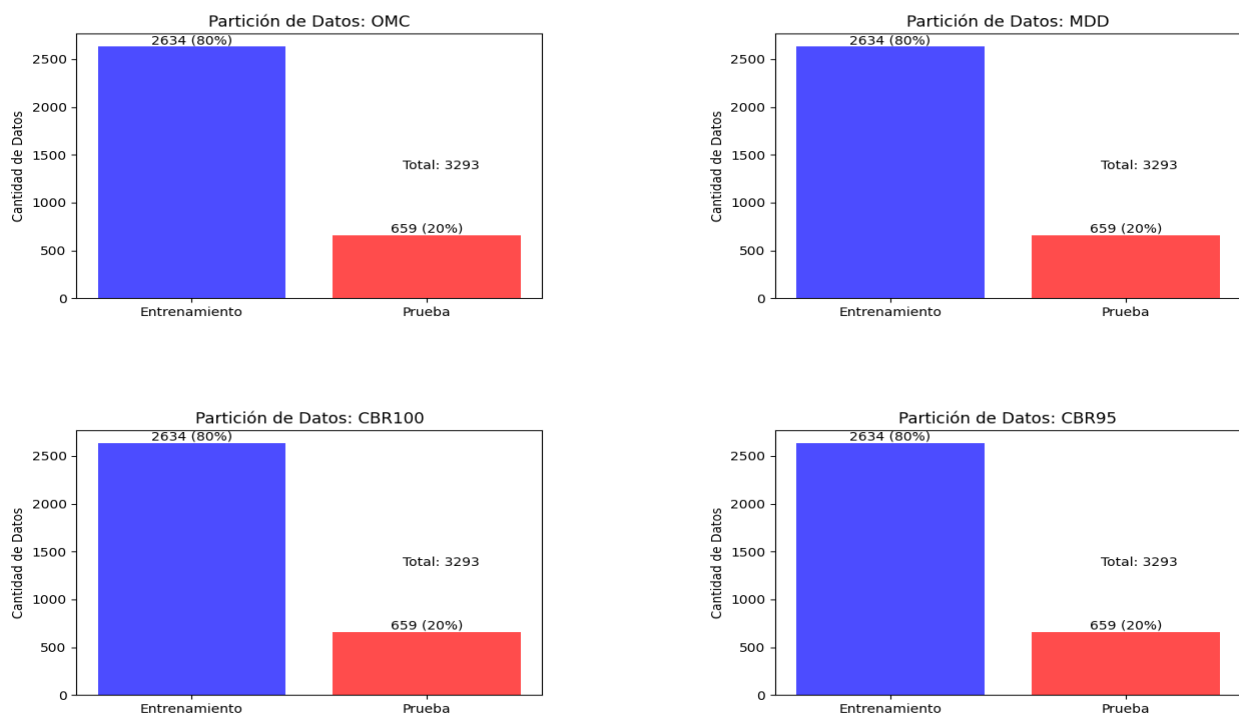 Partición de Datos: OMC
2634 (80%)
2500
2000
1500
1000
500
0
Cantidad de Datos
Total: 3293
659 (20%)
Entrenamiento
Prueba
Partición de Datos: MDD
2634 (80%)
2500
2000
1500
1000
500
0
Cantidad de Datos
Total: 3293
659 (20%)
Entrenamiento
Prueba
Partición de Datos: CBR100
2634 (80%)
2500
2000
1500
1000
500
0
Cantidad de Datos
Total: 3293
659 (20%)
Entrenamiento
Prueba
Partición de Datos: CBR95
2634 (80%)
2500
2000
1500
1000
500
0
Cantidad de Datos
Total: 3293
659 (20%)
Entrenamiento
Prueba